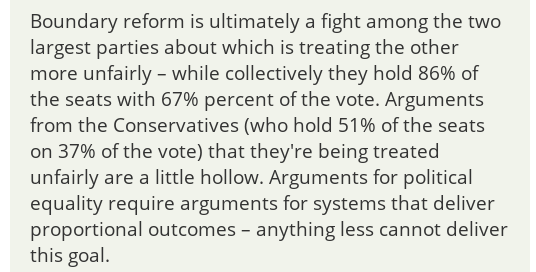 Boundary reform is ultimately a fight among the two
largest parties about which is treating the other
more unfairly – while collectively they hold 86% of
the seats with 67% percent of the vote. Arguments
from the Conservatives (who hold 51% of the seats
on 37% of the vote) that they're being treated
unfairly are a little hollow. Arguments for political
equality require arguments for systems that deliver
proportional outcomes – anything less cannot deliver
this goal.